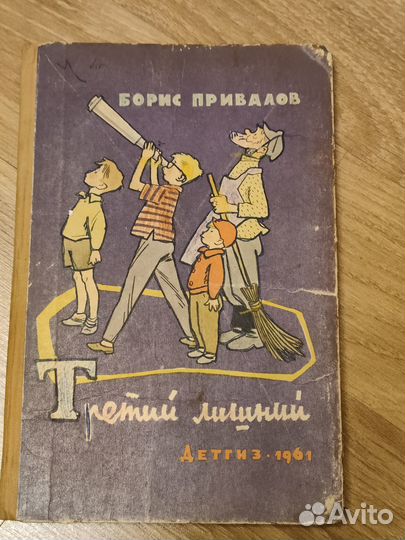 БОРИС ПРИВАЛОВ
Третий лишний
ДЕТГИЗ • 1961
Avito